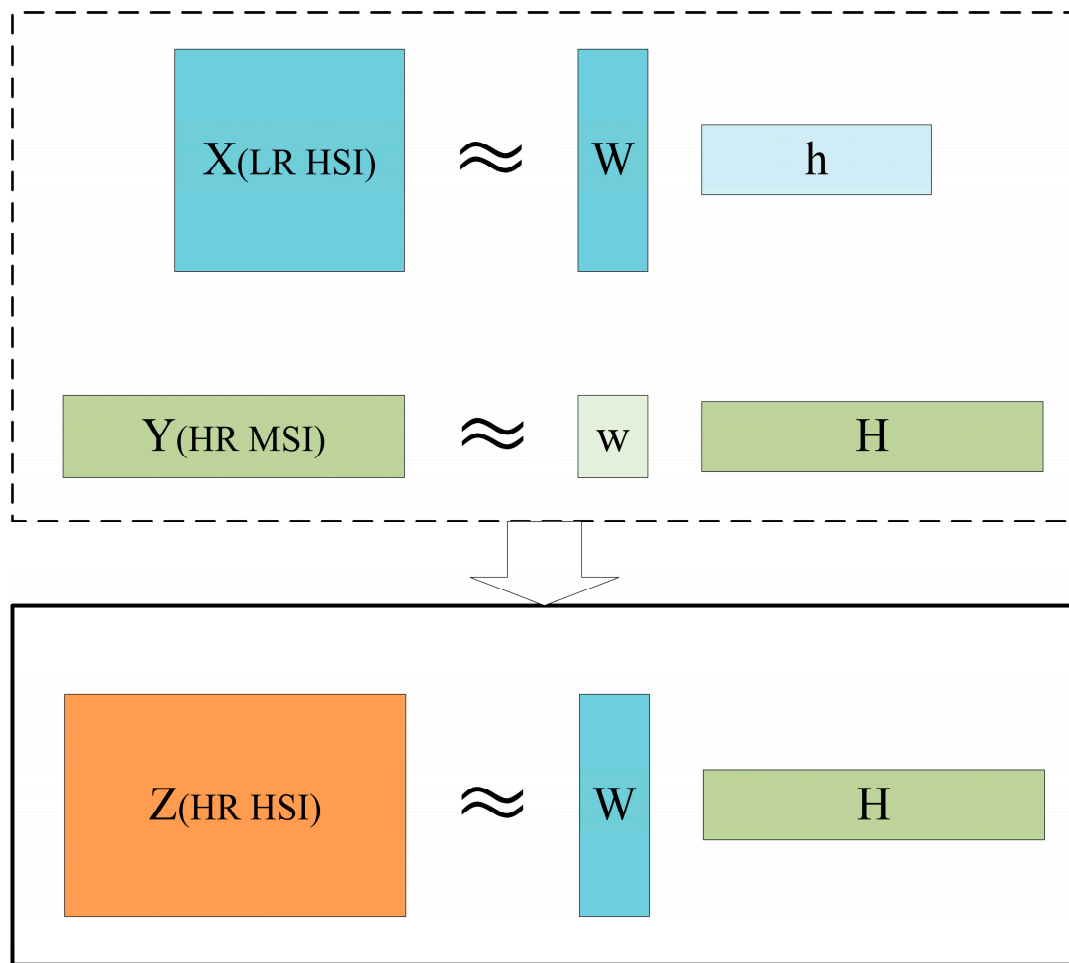 X(LR HSI) ≈ W h
Y(HR MSI) ≈ w H
Z(HR HSI) ≈ W H